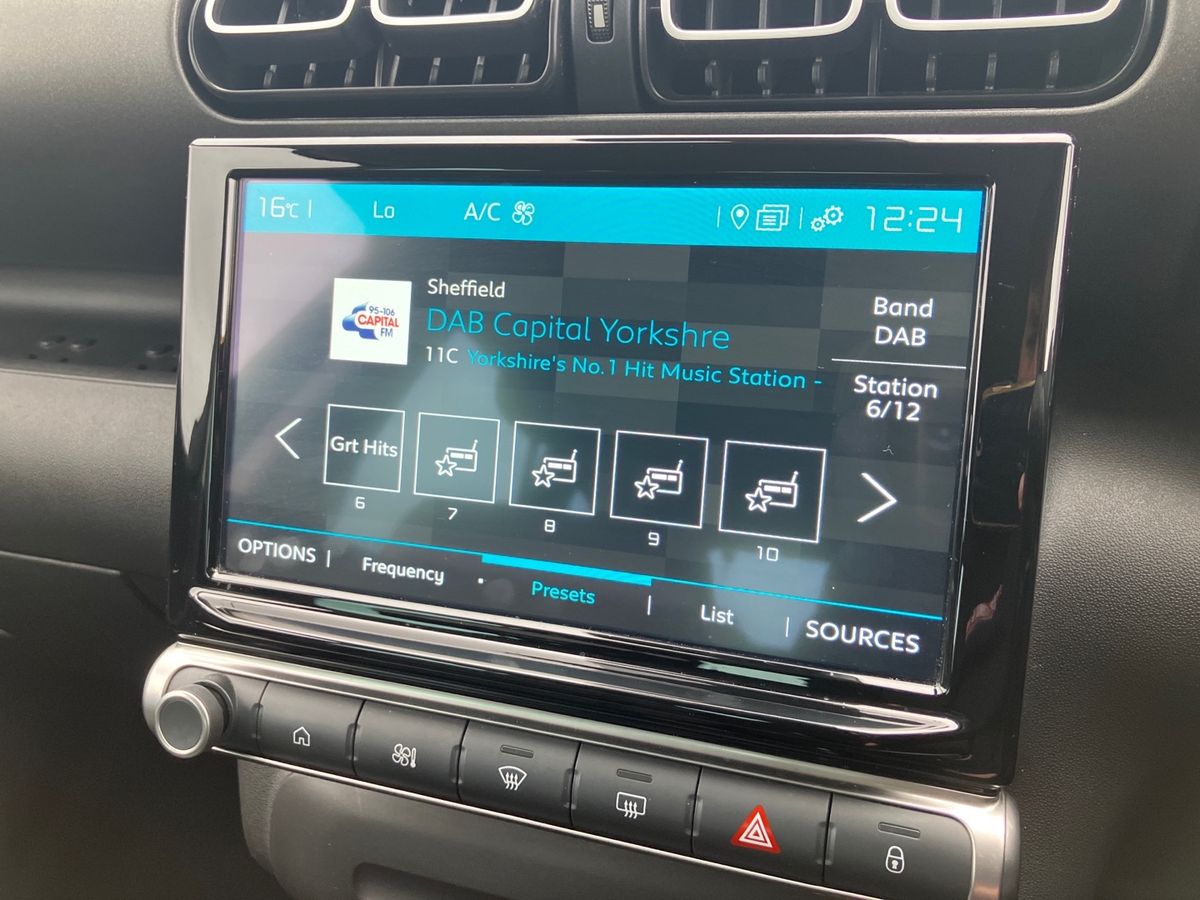 16°C | Lo A/C 12:24
95-106
CAPITAL
FM
Sheffield
DAB Capital Yorkshre
11C Yorkshire's No.1 Hit Music Station -
Band
DAB
Station
6/12
Grt Hits
6 7 8 9 10
OPTIONS | Frequency Presets | List | SOURCES